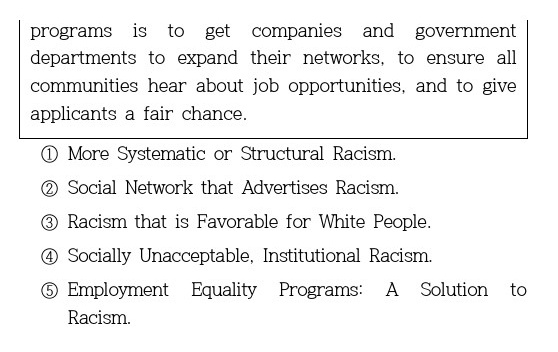 programs is to get companies and government
departments to expand their networks, to ensure all
communities hear about job opportunities, and to give
applicants a fair chance.
① More Systematic or Structural Racism.
② Social Network that Advertises Racism.
③ Racism that is Favorable for White People.
④ Socially Unacceptable, Institutional Racism.
⑤ Employment Equality Programs: A Solution to
Racism.